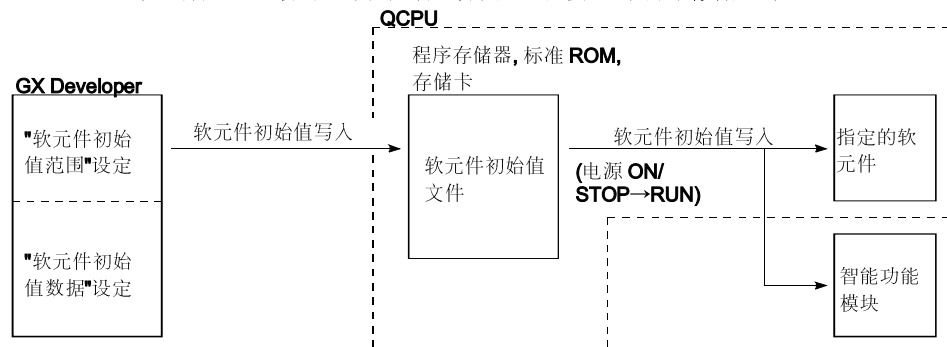 QCPU
程序存储器, 标准 ROM,
存储卡
GX Developer
"软元件初始
值范围"设定
软元件初始值写入
软元件初始值
文件
软元件初始值写入
(电源 ON/
STOP→RUN)
指定的软
元件
"软元件初始
值数据"设定
智能功能
模块